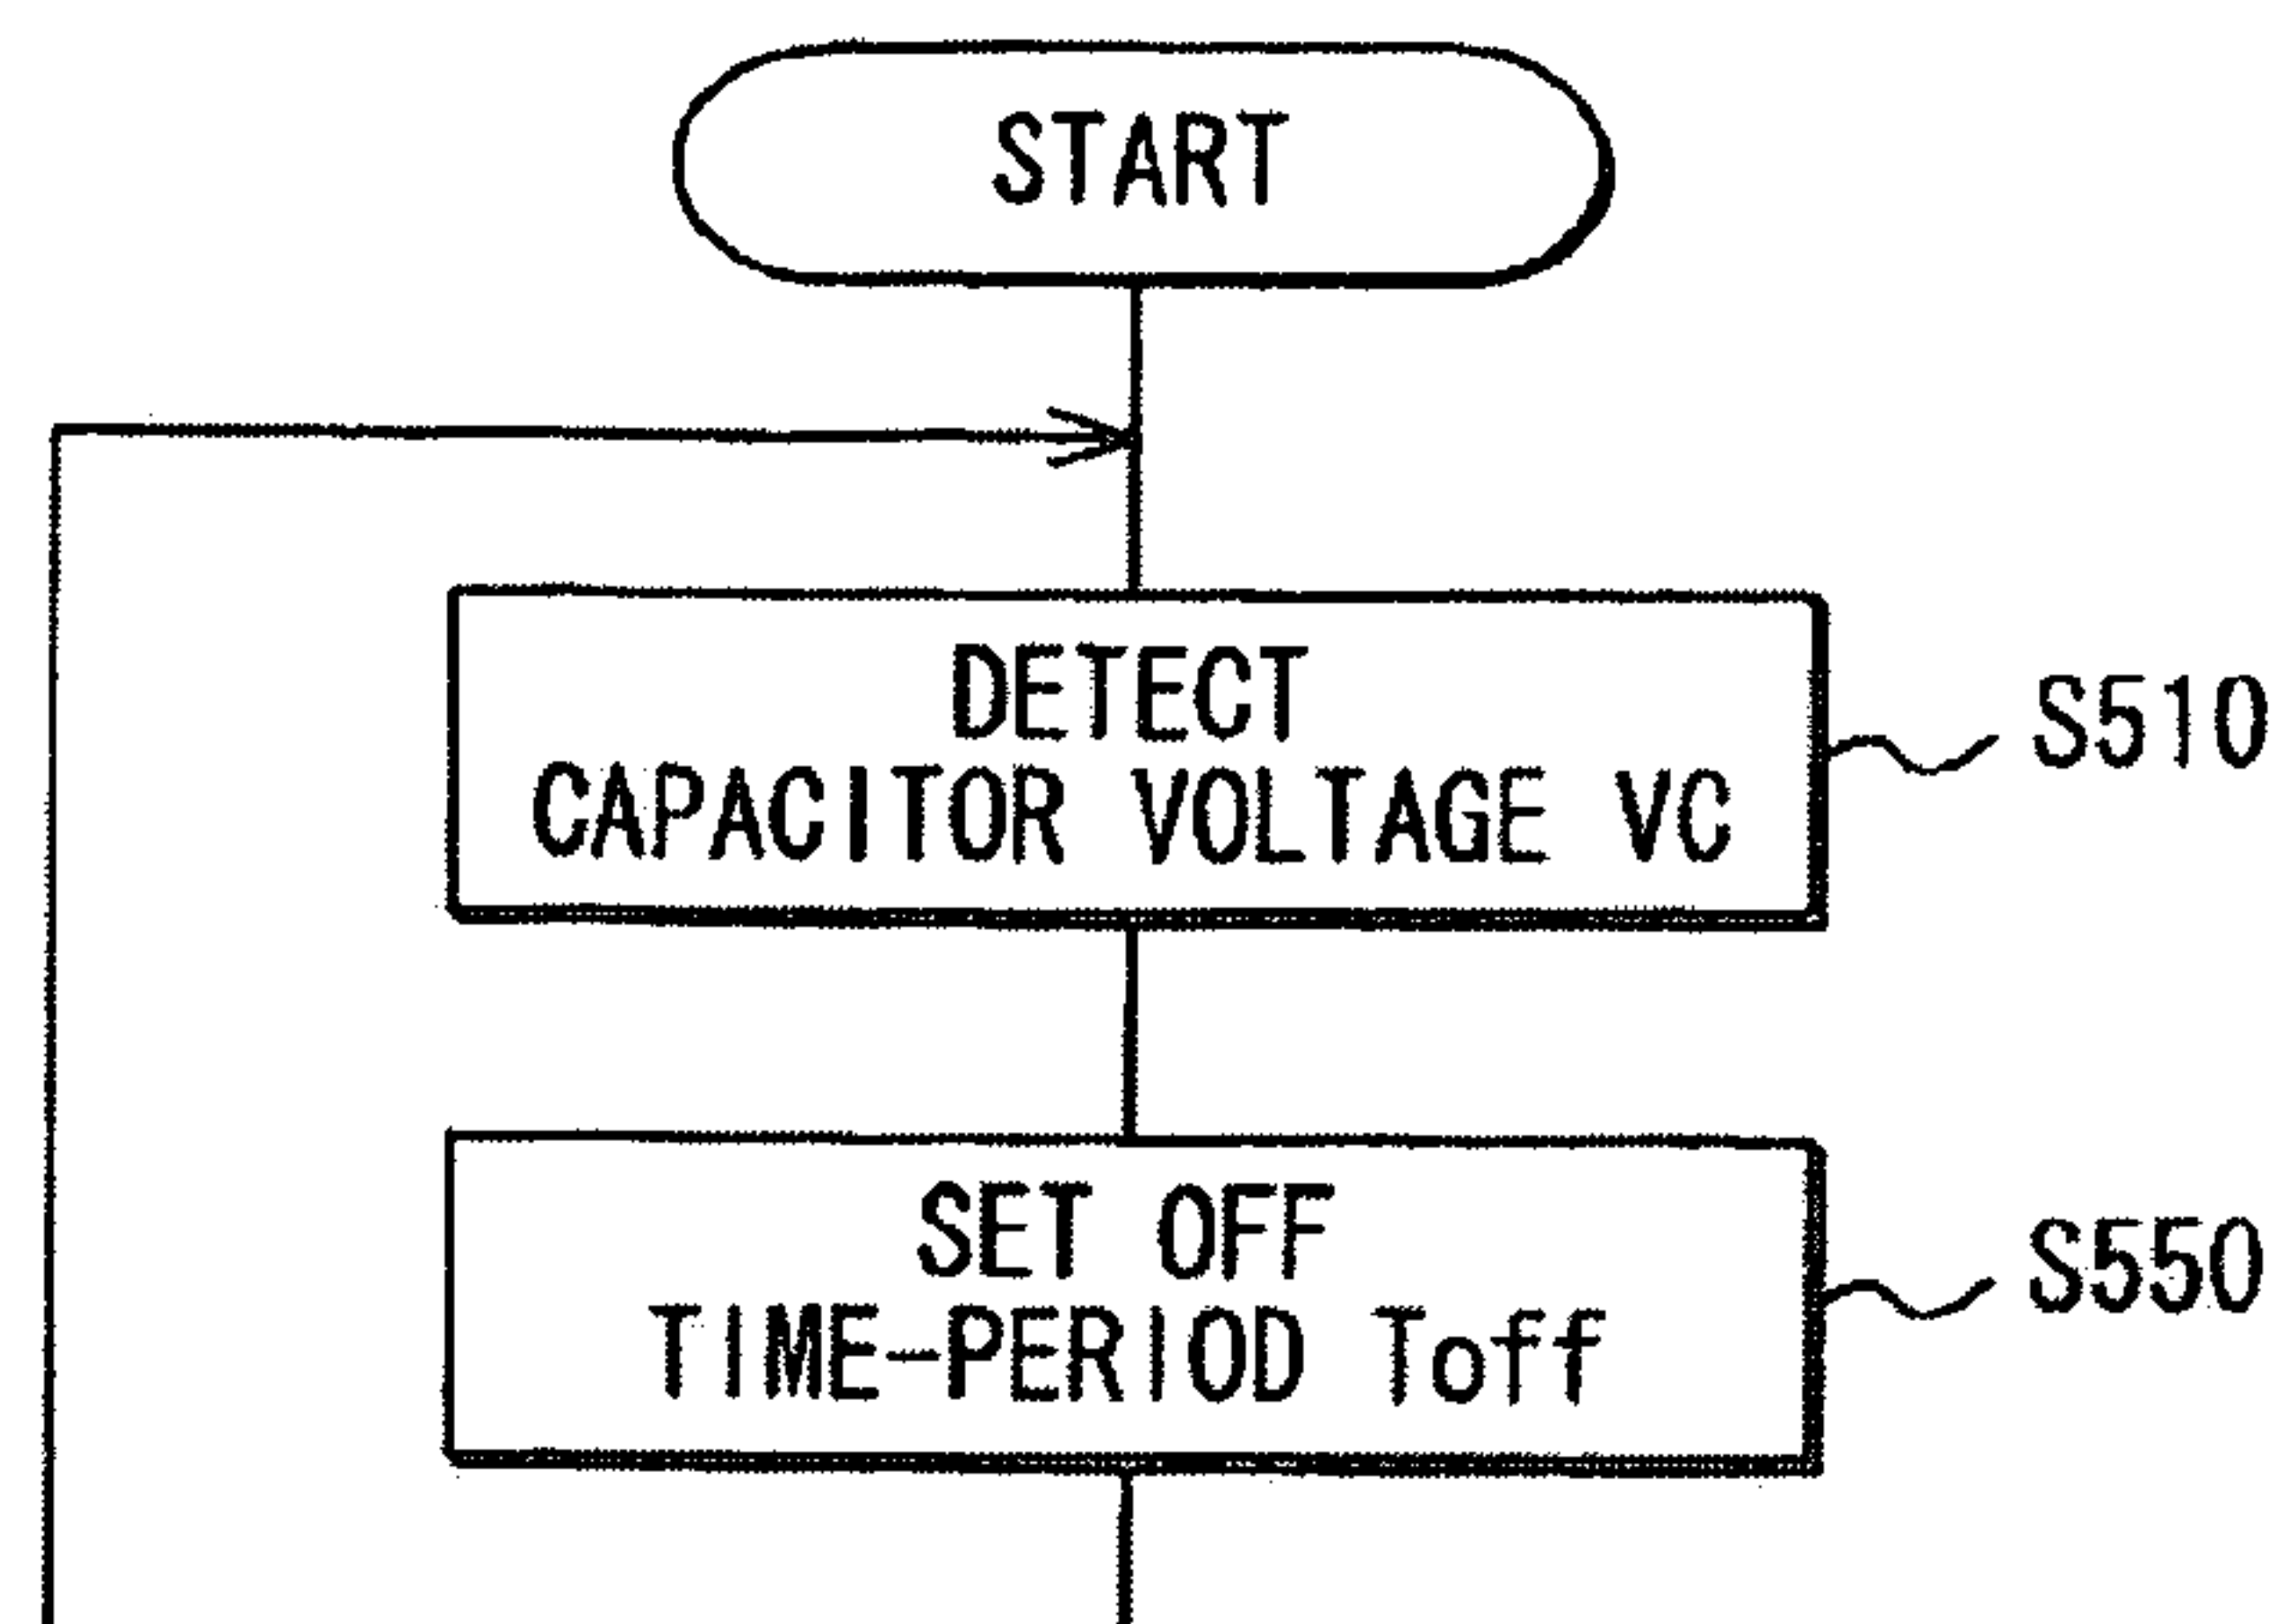 START
DETECT
CAPACITOR VOLTAGE VC
S510
SET OFF
TIME-PERIOD Toff
S550